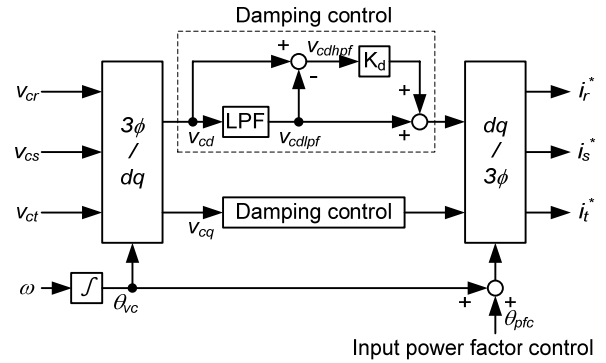 Damping control
+
v_cdhpf
K_d
-
+
v_cr
v_cs
v_ct
3ϕ
/
dq
v_cd
LPF
v_cdlpf
+
dq
/
3ϕ
i_r^*
i_s^*
i_t^*
v_cq
Damping control
ω
∫
θ_vc
+
+
θ_pfc
Input power factor control